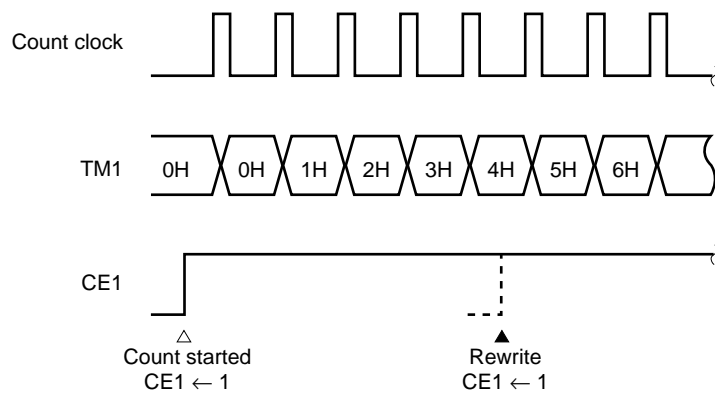 Count clock
TM1
0H 0H 1H 2H 3H 4H 5H 6H
CE1
Count started
CE1 ← 1
Rewrite
CE1 ← 1